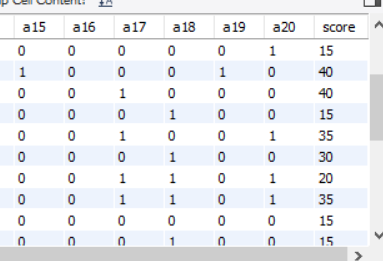 Cell Content:
a15 a16 a17 a18 a19 a20 score
0 0 0 0 0 1 15
1 0 0 0 1 0 40
0 0 1 0 0 0 40
0 0 0 1 0 0 15
0 0 1 0 0 1 35
0 0 0 1 0 0 30
0 0 1 1 0 1 20
0 0 1 1 0 1 35
0 0 0 0 0 0 15
0 0 0 1 0 0 15